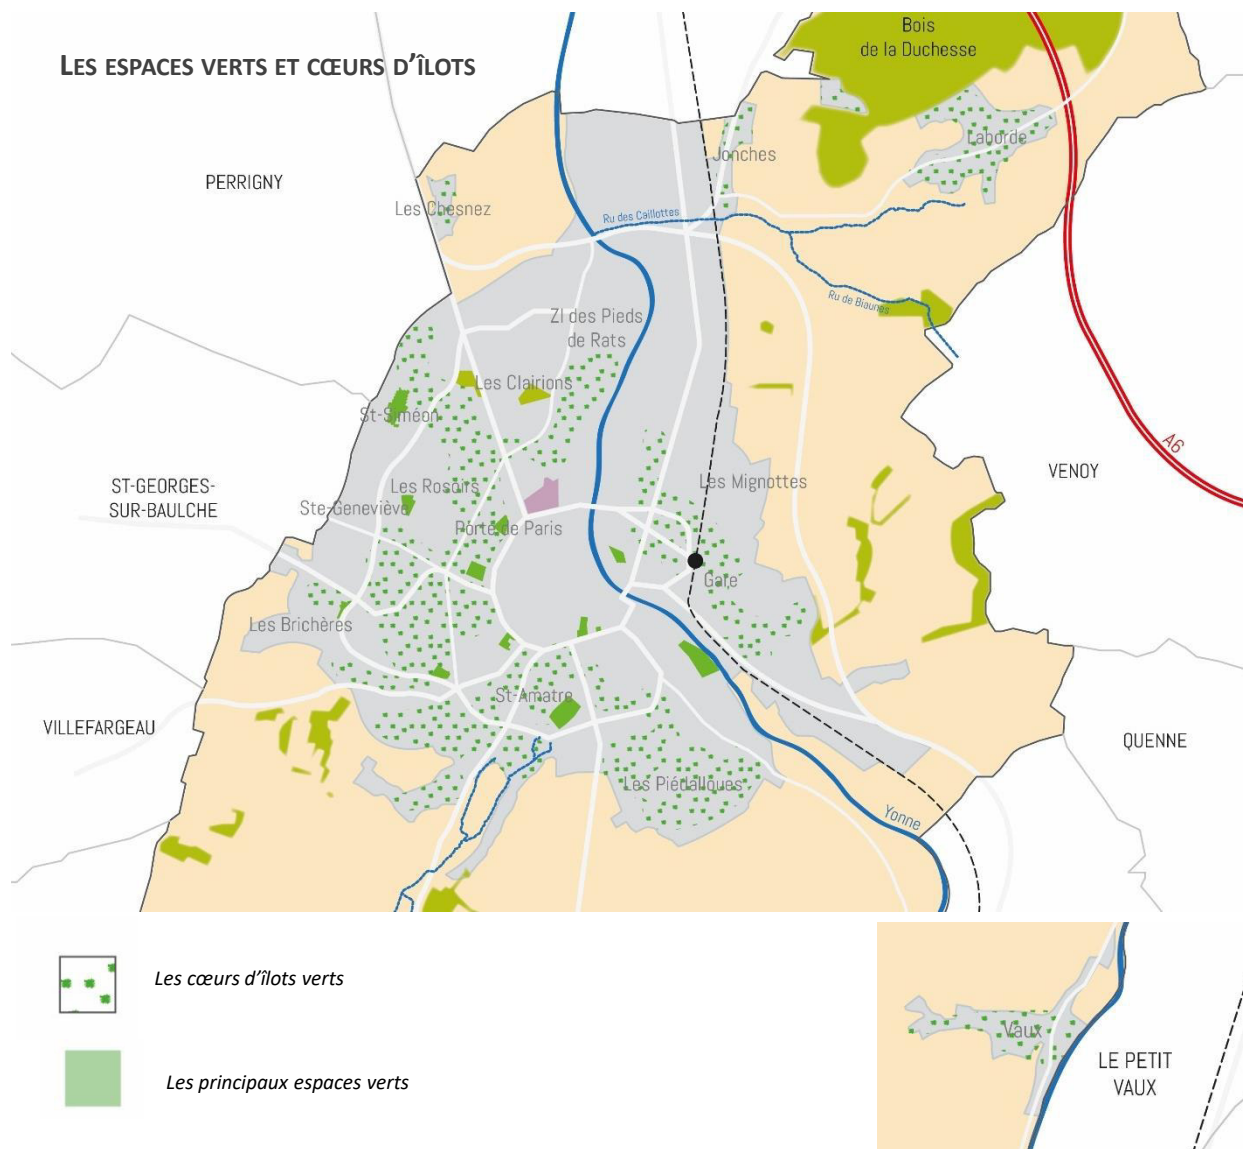 LES ESPACES VERTS ET CŒURS D'ÎLOTS
Bois
de la Duchesse
Laborde
Jonches
PERRIGNY
Les Chesnez
Ru des Caillottes
Ru de Biaunes
ZI des Pieds
de Rats
Les Clairions
St-Siméon
A6
VENOY
ST-GEORGES-
SUR-BAULCHE
Les Rosoirs
Les Mignottes
Ste-Geneviève
Porte de Paris
Gare
Les Brichères
St-Amatre
VILLEFARGEAU
QUENNE
Les Piédalloues
Yonne
Les cœurs d'îlots verts
Les principaux espaces verts
Vaux
LE PETIT
VAUX